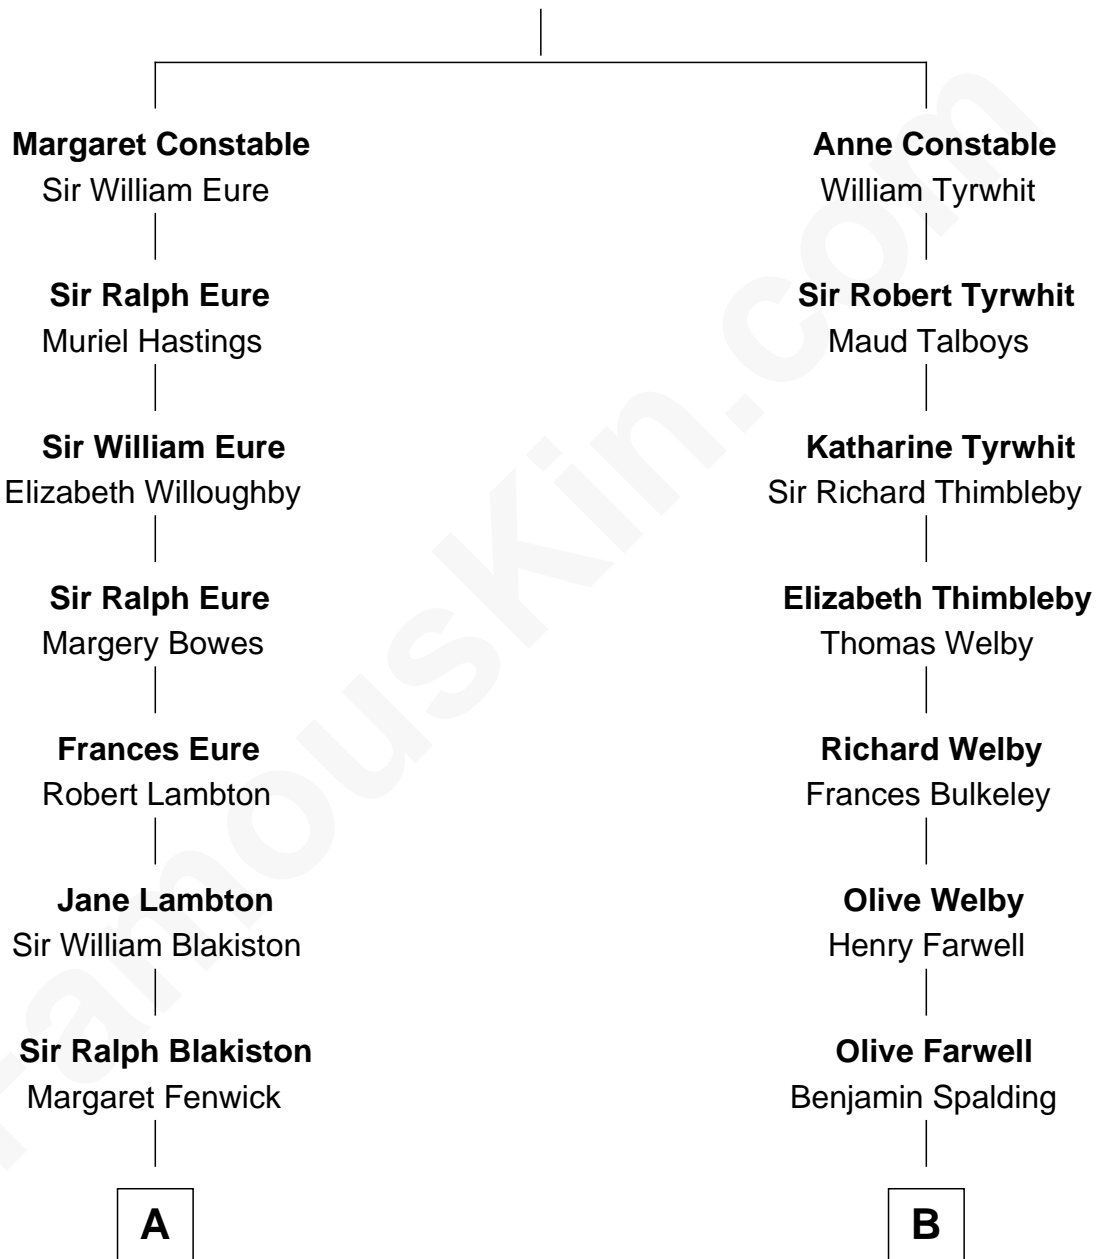 Margaret Constable
Sir William Eure
Anne Constable
William Tyrwhit
Sir Ralph Eure
Muriel Hastings
Sir Robert Tyrwhit
Maud Talboys
Sir William Eure
Elizabeth Willoughby
Katharine Tyrwhit
Sir Richard Thimbleby
Sir Ralph Eure
Margery Bowes
Elizabeth Thimbleby
Thomas Welby
Frances Eure
Robert Lambton
Richard Welby
Frances Bulkeley
Jane Lambton
Sir William Blakiston
Olive Welby
Henry Farwell
Sir Ralph Blakiston
Margaret Fenwick
Olive Farwell
Benjamin Spalding
A
B
FamousKin.com